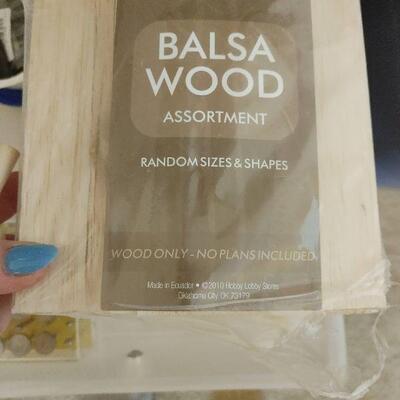 BALSA
WOOD
ASSORTMENT
RANDOM SIZES & SHAPES
WOOD ONLY - NO PLANS INCLUDED
Made in Ecuador • ©2010 Hobby Lobby Stores
Oklahoma City, OK 73179